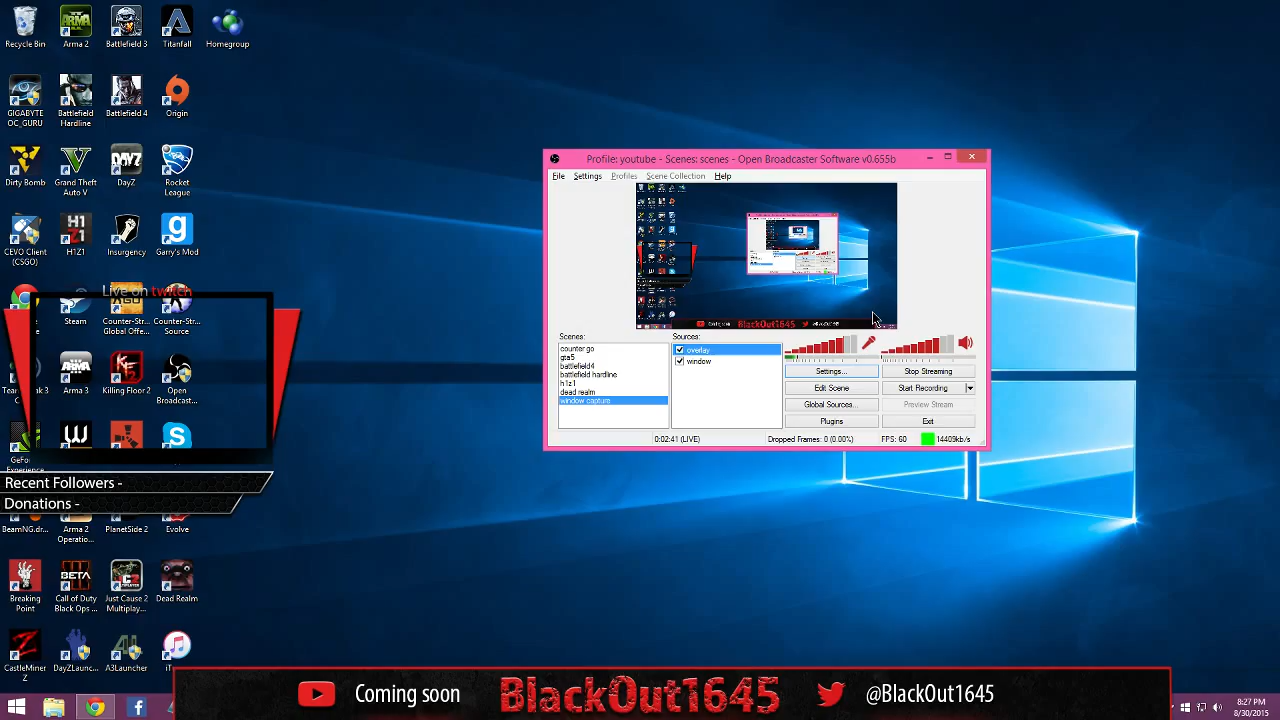 Recycle Bin
Arma 2
Battlefield 3
Titanfall
Homegroup
GIGABYTE OC_GURU
Battlefield Hardline
Battlefield 4
Origin
Dirty Bomb
Grand Theft Auto V
DayZ
Rocket League
CEVO Client (CSGO)
H1Z1
Insurgency
Garry's Mod
Live on twitch
Steam
Counter-Str... Global Offe...
Counter-Str... Source
Arma 3
Killing Floor 2
Open Broadcast...
Experience
Recent Followers -
Donations -
BeamNG.dr...
Arma 2 Operatio...
PlanetSide 2
Evolve
Breaking Point
Call of Duty Black Ops ...
Just Cause 2 Multiplay...
Dead Realm
CastleMiner Z
DayZLaunc...
A3Launcher
Profile: youtube - Scenes: scenes - Open Broadcaster Software v0.655b
File Settings Profiles Scene Collection Help
Scenes:
counter go
gta5
battlefield4
battlefield hardline
h1z1
dead realm
window capture
Sources:
overlay
window
Settings...
Stop Streaming
Edit Scene
Start Recording
Global Sources...
Preview Stream
Plugins
Exit
0:02:41 (LIVE)
Dropped Frames: 0 (0.00%)
FPS: 60
14409kb/s
Coming soon
BlackOut1645
@BlackOut1645
8:27 PM
8/30/2015